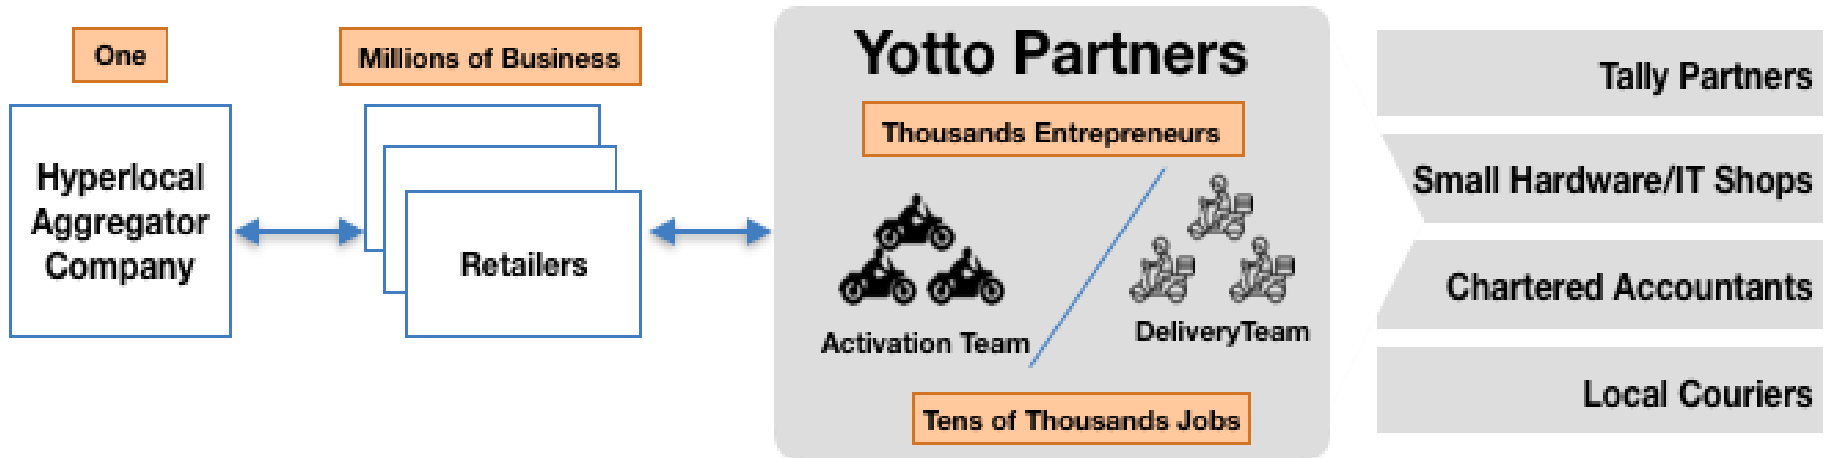 One
Hyperlocal
Aggregator
Company
Millions of Business
Retailers
Yotto Partners
Thousands Entrepreneurs
Activation Team
DeliveryTeam
Tens of Thousands Jobs
Tally Partners
Small Hardware/IT Shops
Chartered Accountants
Local Couriers